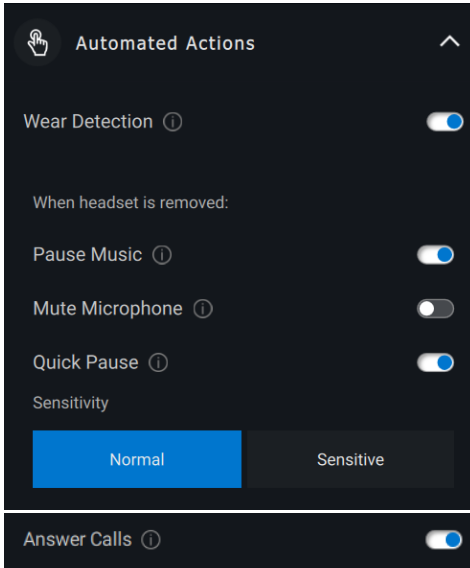 Automated Actions
Wear Detection
When headset is removed:
Pause Music
Mute Microphone
Quick Pause
Sensitivity
Normal Sensitive
Answer Calls